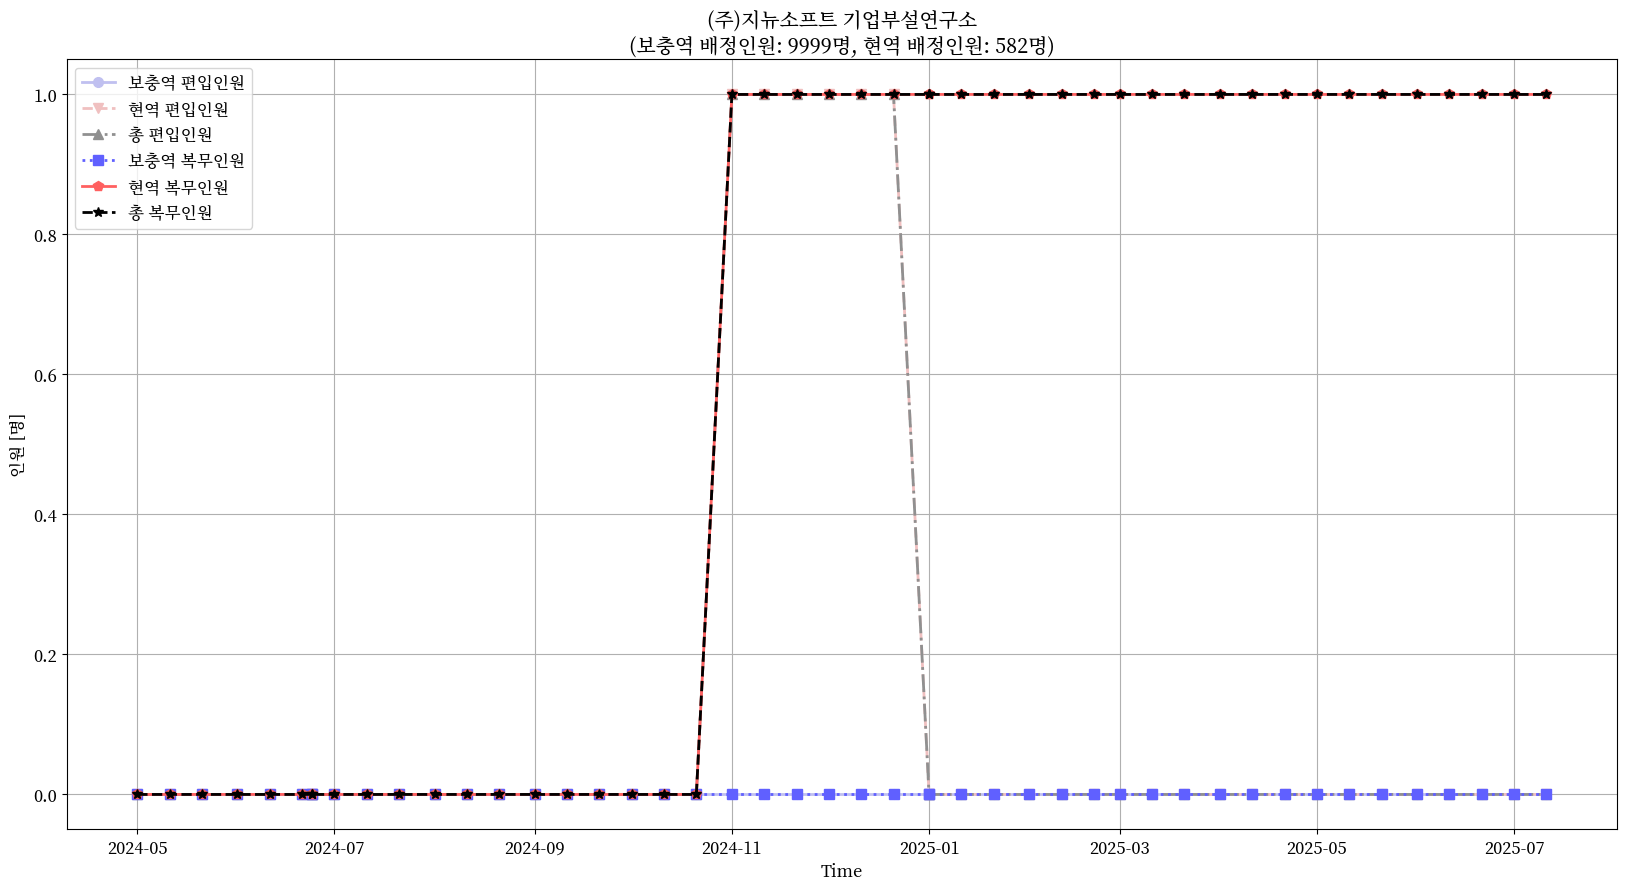 (주)지뉴소프트 기업부설연구소
(보충역 배정인원: 9999명, 현역 배정인원: 582명)
보충역 편입인원
현역 편입인원
총 편입인원
보충역 복무인원
현역 복무인원
총 복무인원
인원 [명]
1.0
0.8
0.6
0.4
0.2
0.0
2024-05
2024-07
2024-09
2024-11
2025-01
2025-03
2025-05
2025-07
Time